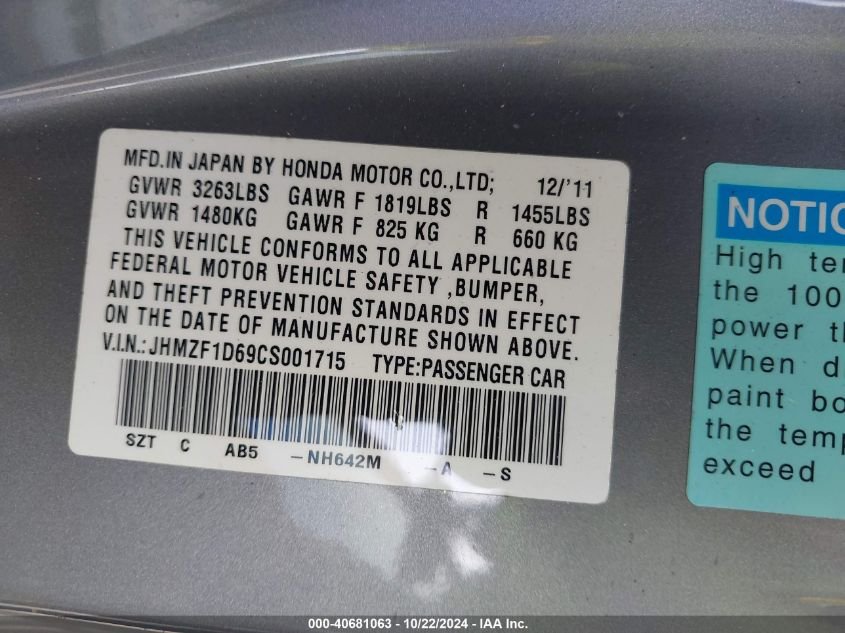 MFD.IN JAPAN BY HONDA MOTOR CO.,LTD; 12/'11
GVWR 3263LBS GAWR F 1819LBS R 1455LBS
GVWR 1480KG GAWR F 825 KG R 660 KG
THIS VEHICLE CONFORMS TO ALL APPLICABLE
FEDERAL MOTOR VEHICLE SAFETY ,BUMPER,
AND THEFT PREVENTION STANDARDS IN EFFECT
ON THE DATE OF MANUFACTURE SHOWN ABOVE.
V.I.N.: JHMZF1D69CS001715 TYPE:PASSENGER CAR
SZT C AB5 -NH642M -A -S
NOTIC
High te
the 100
power t
When d
paint bo
the temp
exceed
000-40681063 - 10/22/2024 - IAA Inc.